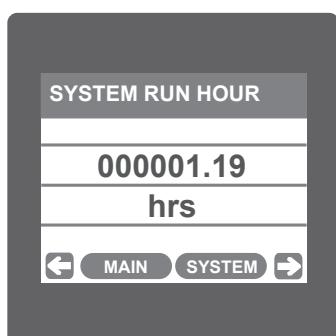 SYSTEM RUN HOUR
000001.19
hrs
MAIN SYSTEM